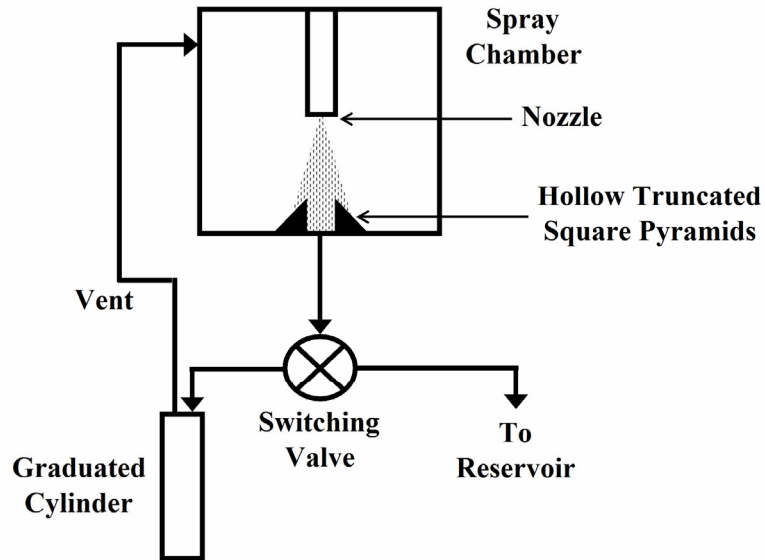 Spray
Chamber
Nozzle
Hollow Truncated
Square Pyramids
Vent
Switching
Valve
To
Reservoir
Graduated
Cylinder